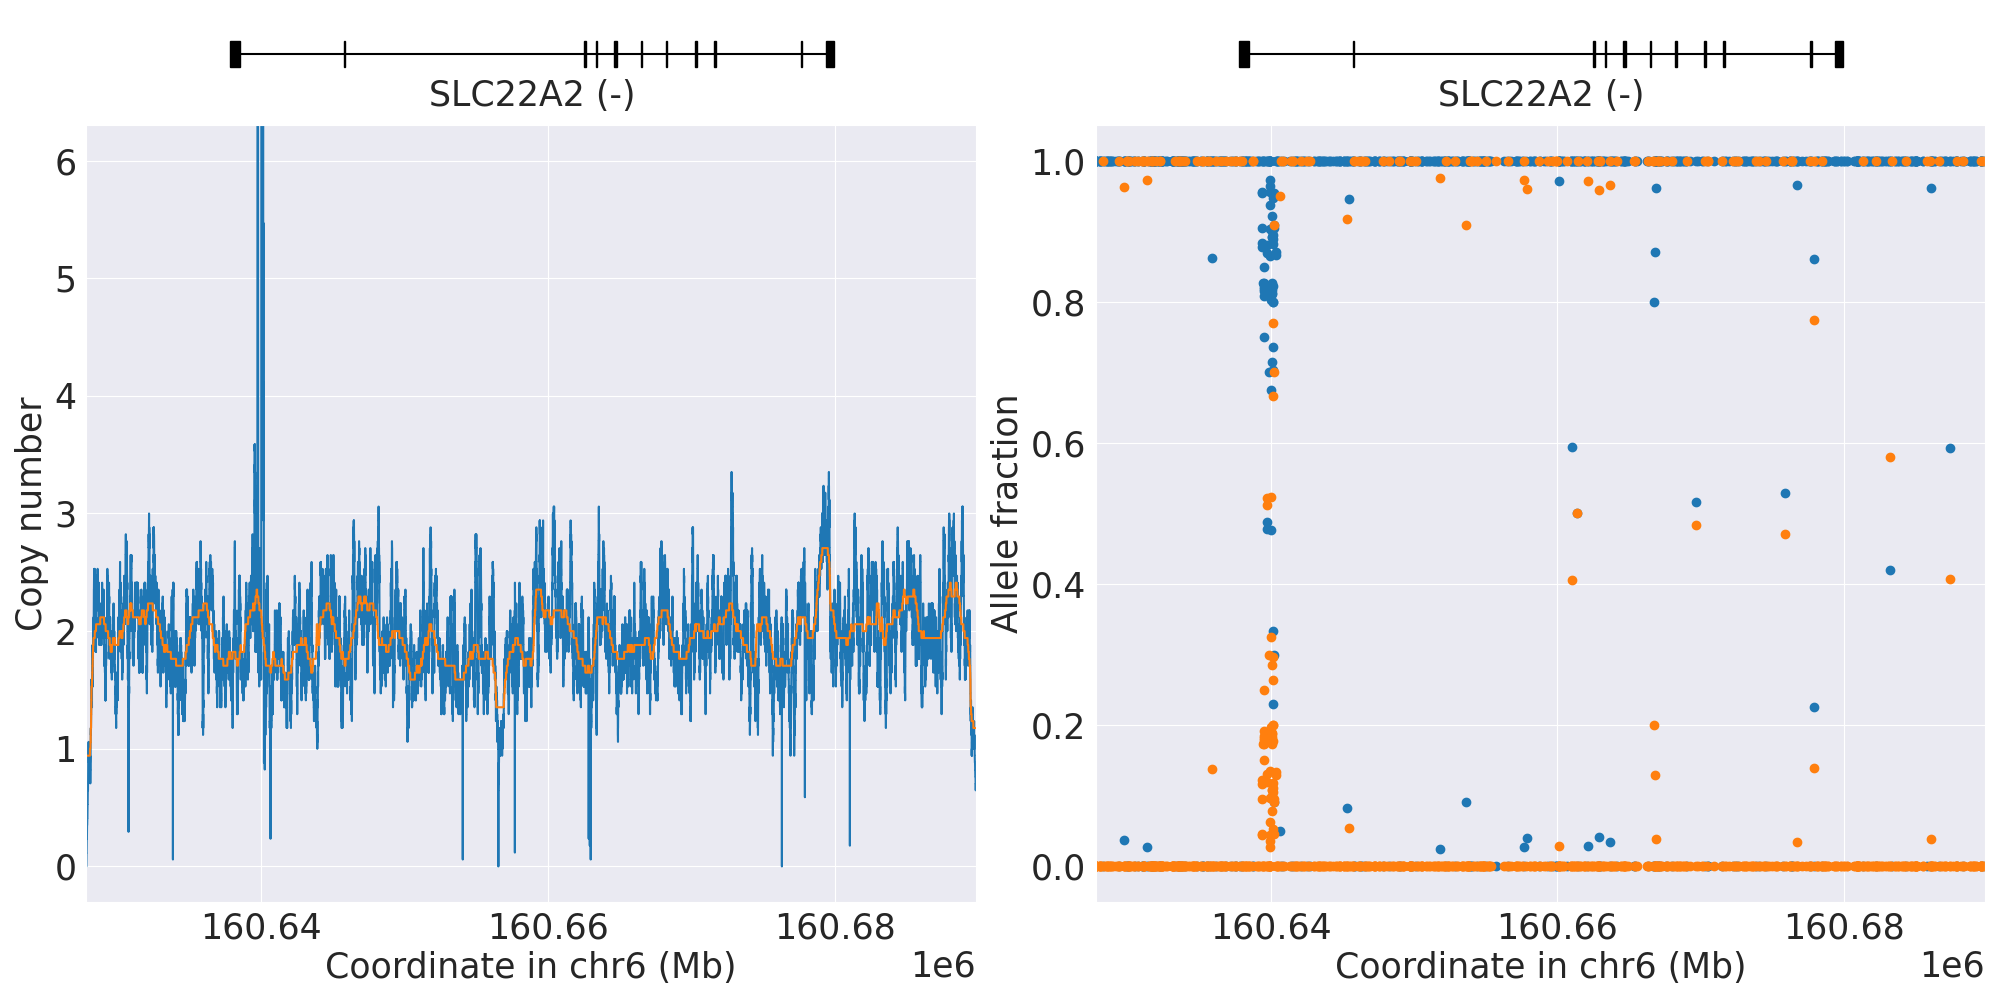 SLC22A2 (-)
6
5
4
3
2
1
0
Copy number
160.64 160.66 160.68
Coordinate in chr6 (Mb) 1e6
SLC22A2 (-)
1.0
0.8
0.6
0.4
0.2
0.0
Allele fraction
160.64 160.66 160.68
Coordinate in chr6 (Mb) 1e6